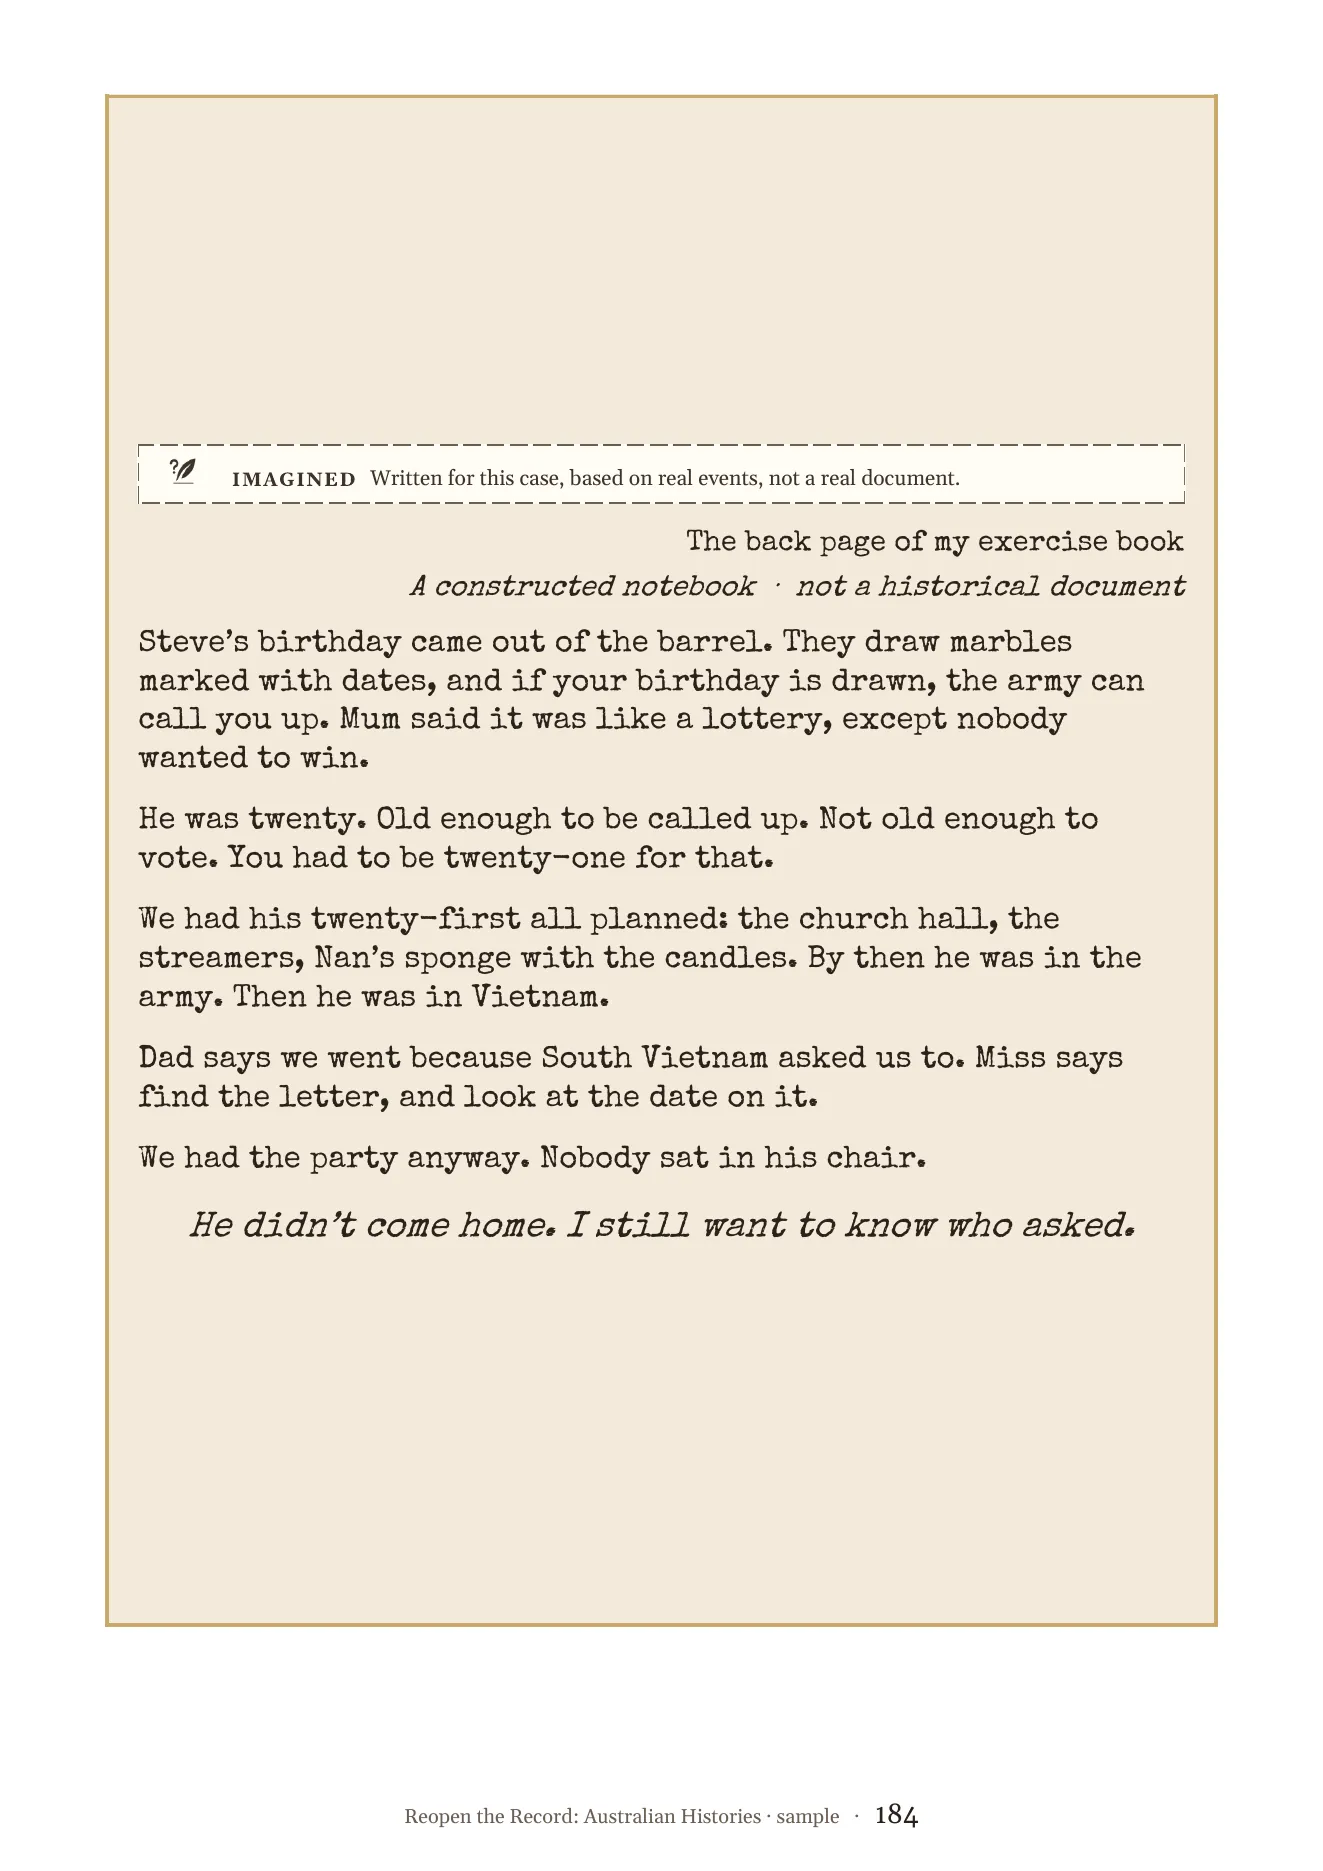 IMAGINED Written for this case, based on real events, not a real document.
The back page of my exercise book
A constructed notebook · not a historical document
Steve’s birthday came out of the barrel. They draw marbles
marked with dates, and if your birthday is drawn, the army can
call you up. Mum said it was like a lottery, except nobody
wanted to win.
He was twenty. Old enough to be called up. Not old enough to
vote. You had to be twenty-one for that.
We had his twenty-first all planned: the church hall, the
streamers, Nan’s sponge with the candles. By then he was in the
army. Then he was in Vietnam.
Dad says we went because South Vietnam asked us to. Miss says
find the letter, and look at the date on it.
We had the party anyway. Nobody sat in his chair.
He didn’t come home. I still want to know who asked.
Reopen the Record: Australian Histories · sample · 184